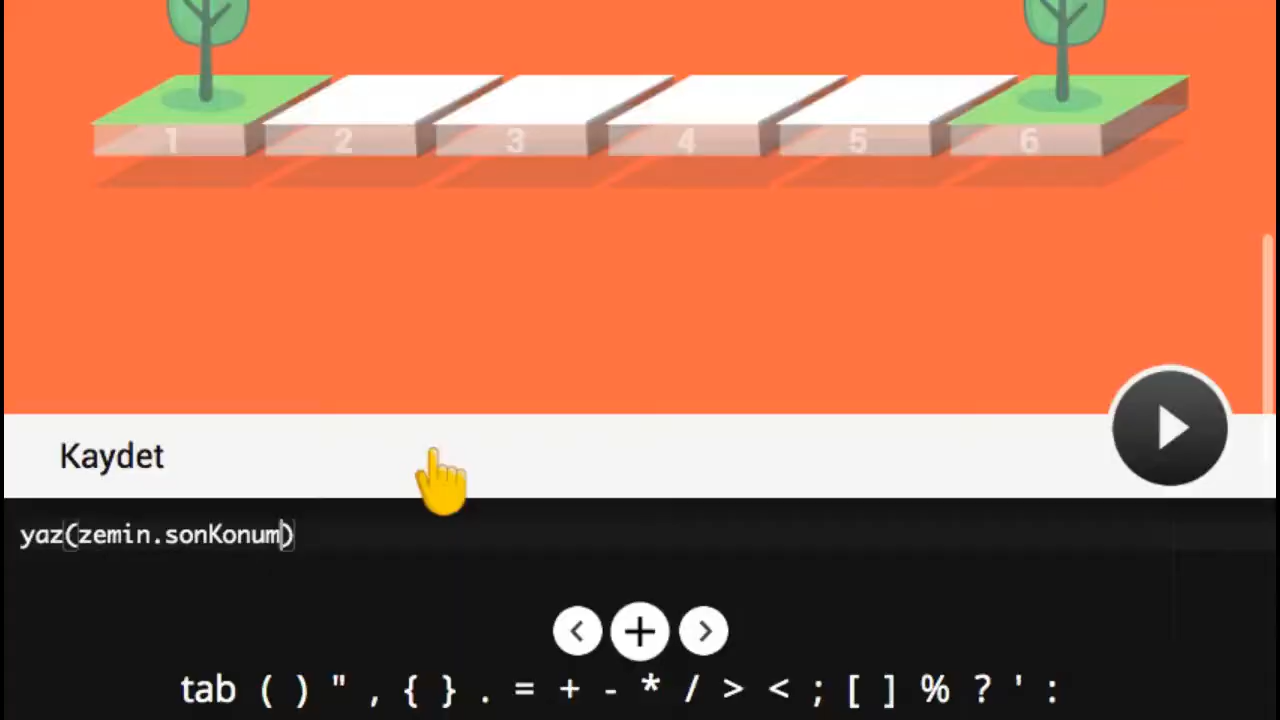 1 2 3 4 5 6
Kaydet
yaz(zemin.sonKonum)
tab ( ) " , { } . = + - * / > < ; [ ] % ? ' :